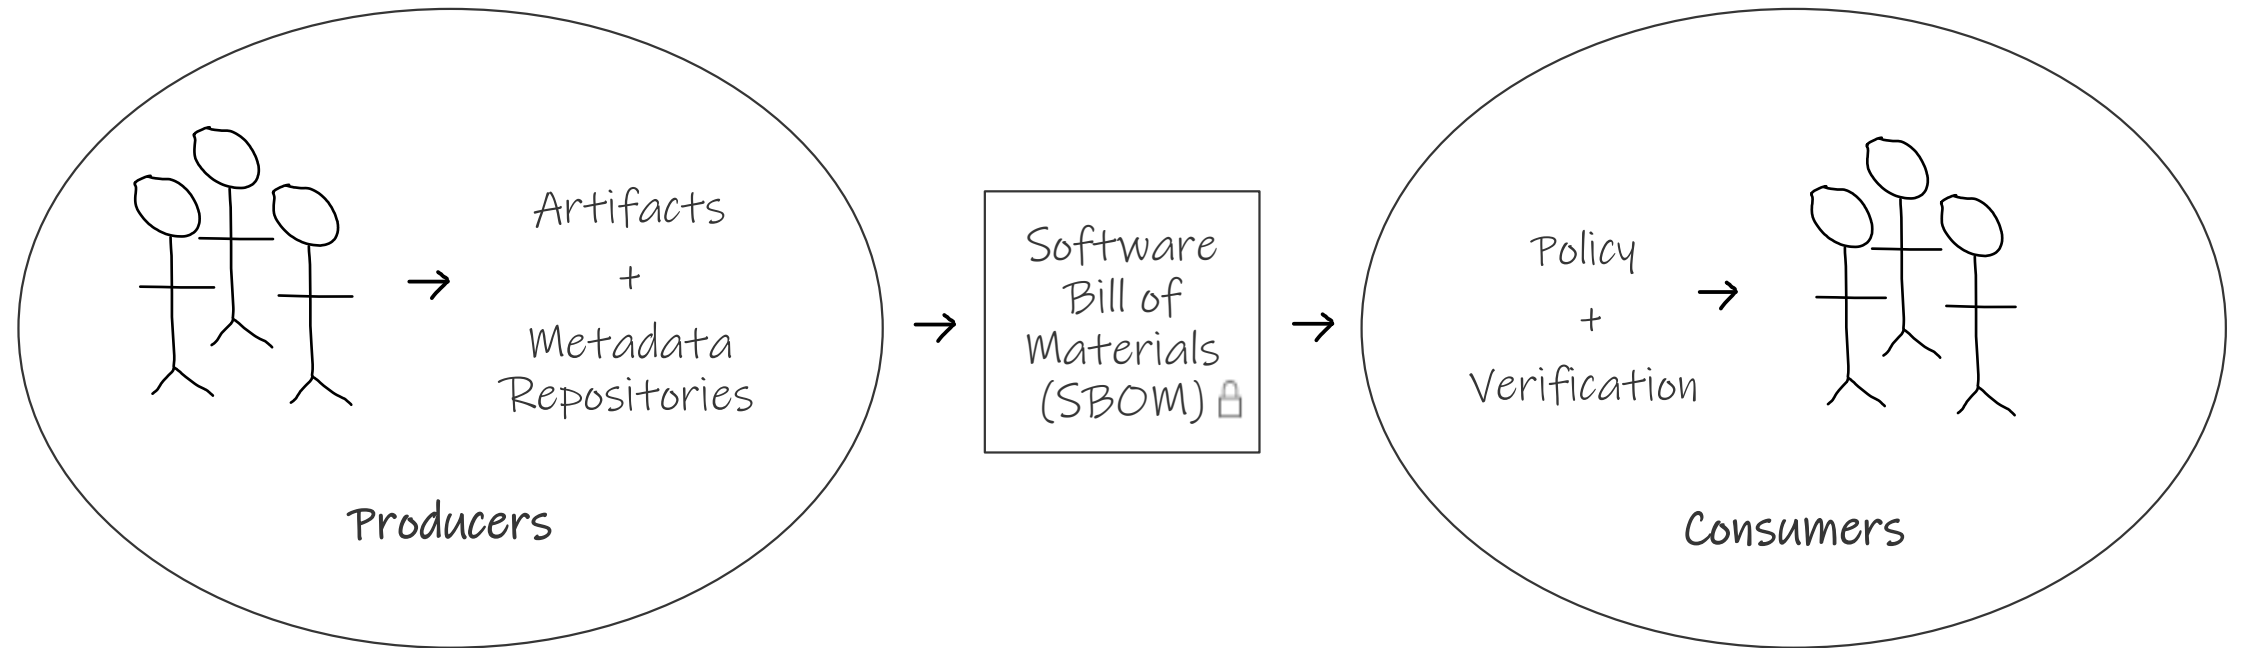 Artifacts
+
Metadata
Repositories
Producers
Software
Bill of
Materials
(SBOM)
Policy
+
Verification
Consumers